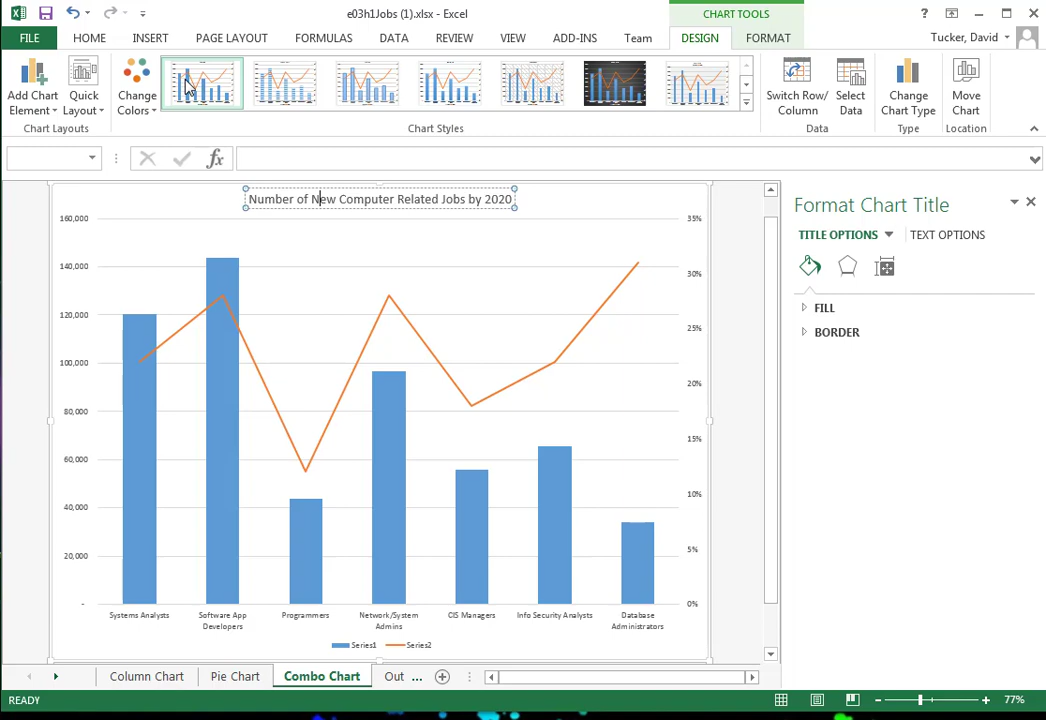 e03h1Jobs (1).xlsx - Excel
CHART TOOLS
?
FILE HOME INSERT PAGE LAYOUT FORMULAS DATA REVIEW VIEW ADD-INS Team DESIGN FORMAT Tucker, David
Add Chart Element
Quick Layout
Change Colors
Switch Row/ Column
Select Data
Change Chart Type
Move Chart
Chart Layouts
Chart Styles
Data
Type
Location
fx
Number of New Computer Related Jobs by 2020
160,000
140,000
120,000
100,000
80,000
60,000
40,000
20,000
-
35%
30%
25%
20%
15%
10%
5%
0%
Systems Analysts
Software App
Developers
Programmers
Network/System
Admins
CIS Managers
Info Security Analysts
Database
Administrators
Series1 Series2
Format Chart Title
TITLE OPTIONS TEXT OPTIONS
FILL
BORDER
Column Chart Pie Chart Combo Chart Out ...
READY
77%